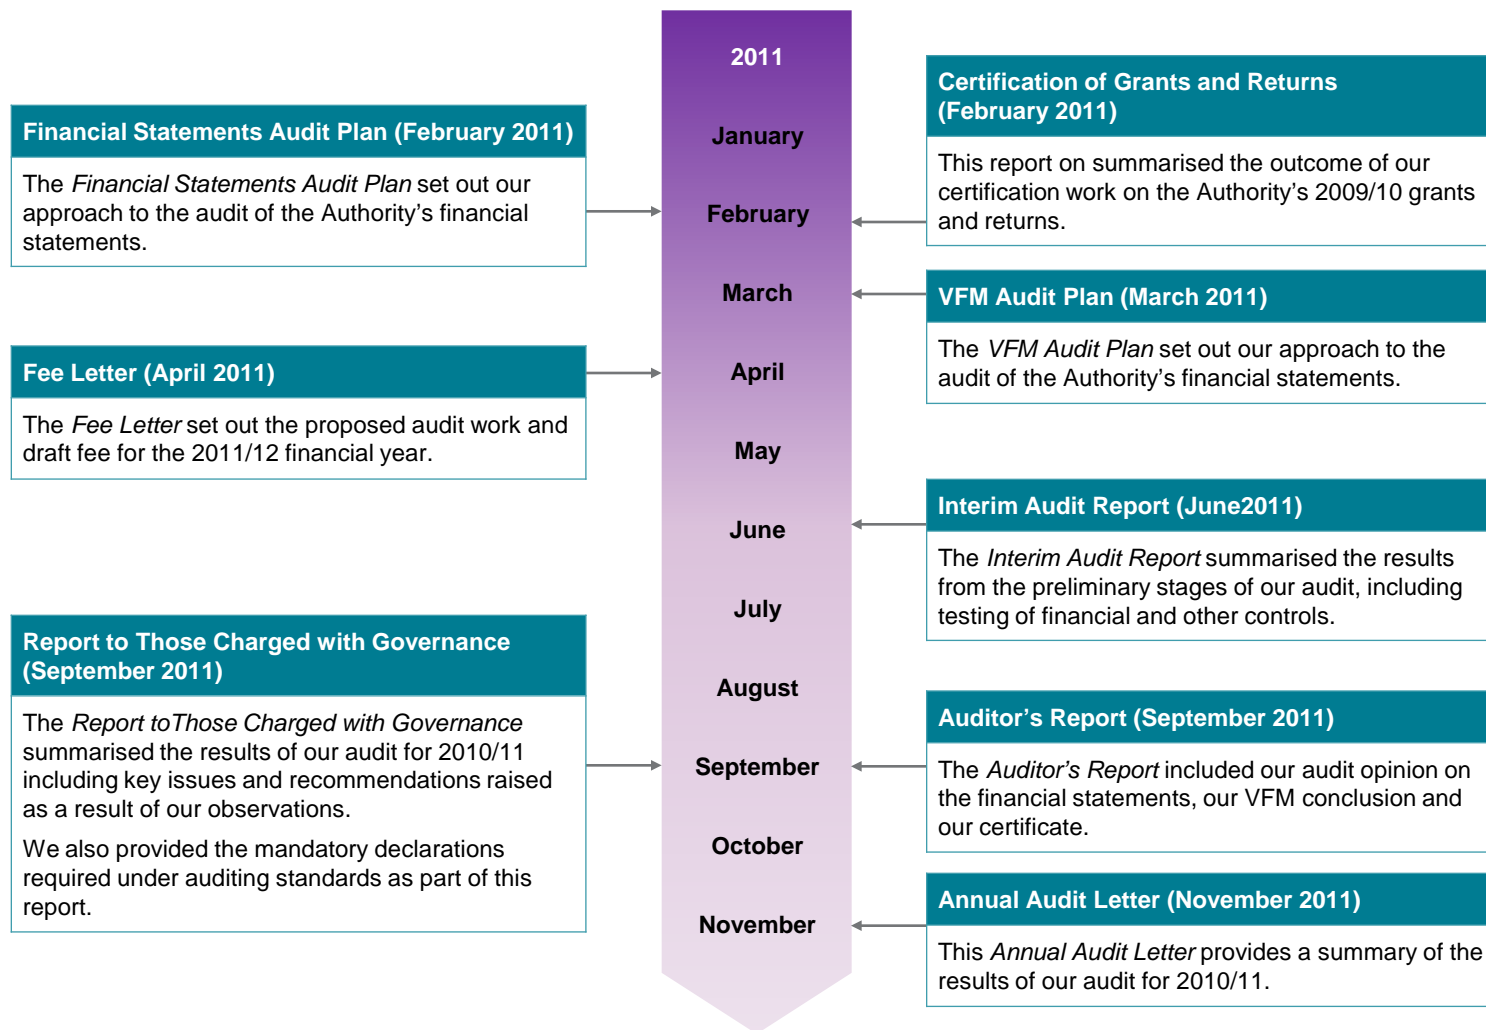 2011
January
February
March
April
May
June
July
August
September
October
November
Financial Statements Audit Plan (February 2011)
The Financial Statements Audit Plan set out our
approach to the audit of the Authority’s financial
statements.
Fee Letter (April 2011)
The Fee Letter set out the proposed audit work and
draft fee for the 2011/12 financial year.
Report to Those Charged with Governance
(September 2011)
The Report toThose Charged with Governance
summarised the results of our audit for 2010/11
including key issues and recommendations raised
as a result of our observations.
We also provided the mandatory declarations
required under auditing standards as part of this
report.
Certification of Grants and Returns
(February 2011)
This report on summarised the outcome of our
certification work on the Authority’s 2009/10 grants
and returns.
VFM Audit Plan (March 2011)
The VFM Audit Plan set out our approach to the
audit of the Authority’s financial statements.
Interim Audit Report (June2011)
The Interim Audit Report summarised the results
from the preliminary stages of our audit, including
testing of financial and other controls.
Auditor’s Report (September 2011)
The Auditor’s Report included our audit opinion on
the financial statements, our VFM conclusion and
our certificate.
Annual Audit Letter (November 2011)
This Annual Audit Letter provides a summary of the
results of our audit for 2010/11.